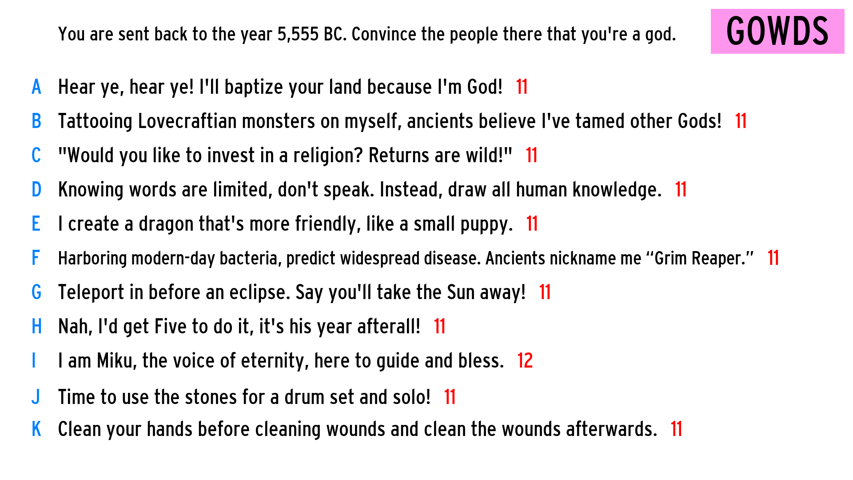 You are sent back to the year 5,555 BC. Convince the people there that you're a god.
GOWDS
A Hear ye, hear ye! I'll baptize your land because I'm God! 11
B Tattooing Lovecraftian monsters on myself, ancients believe I've tamed other Gods! 11
C "Would you like to invest in a religion? Returns are wild!" 11
D Knowing words are limited, don't speak. Instead, draw all human knowledge. 11
E I create a dragon that's more friendly, like a small puppy. 11
F Harboring modern-day bacteria, predict widespread disease. Ancients nickname me “Grim Reaper.” 11
G Teleport in before an eclipse. Say you'll take the Sun away! 11
H Nah, I'd get Five to do it, it's his year afterall! 11
I I am Miku, the voice of eternity, here to guide and bless. 12
J Time to use the stones for a drum set and solo! 11
K Clean your hands before cleaning wounds and clean the wounds afterwards. 11